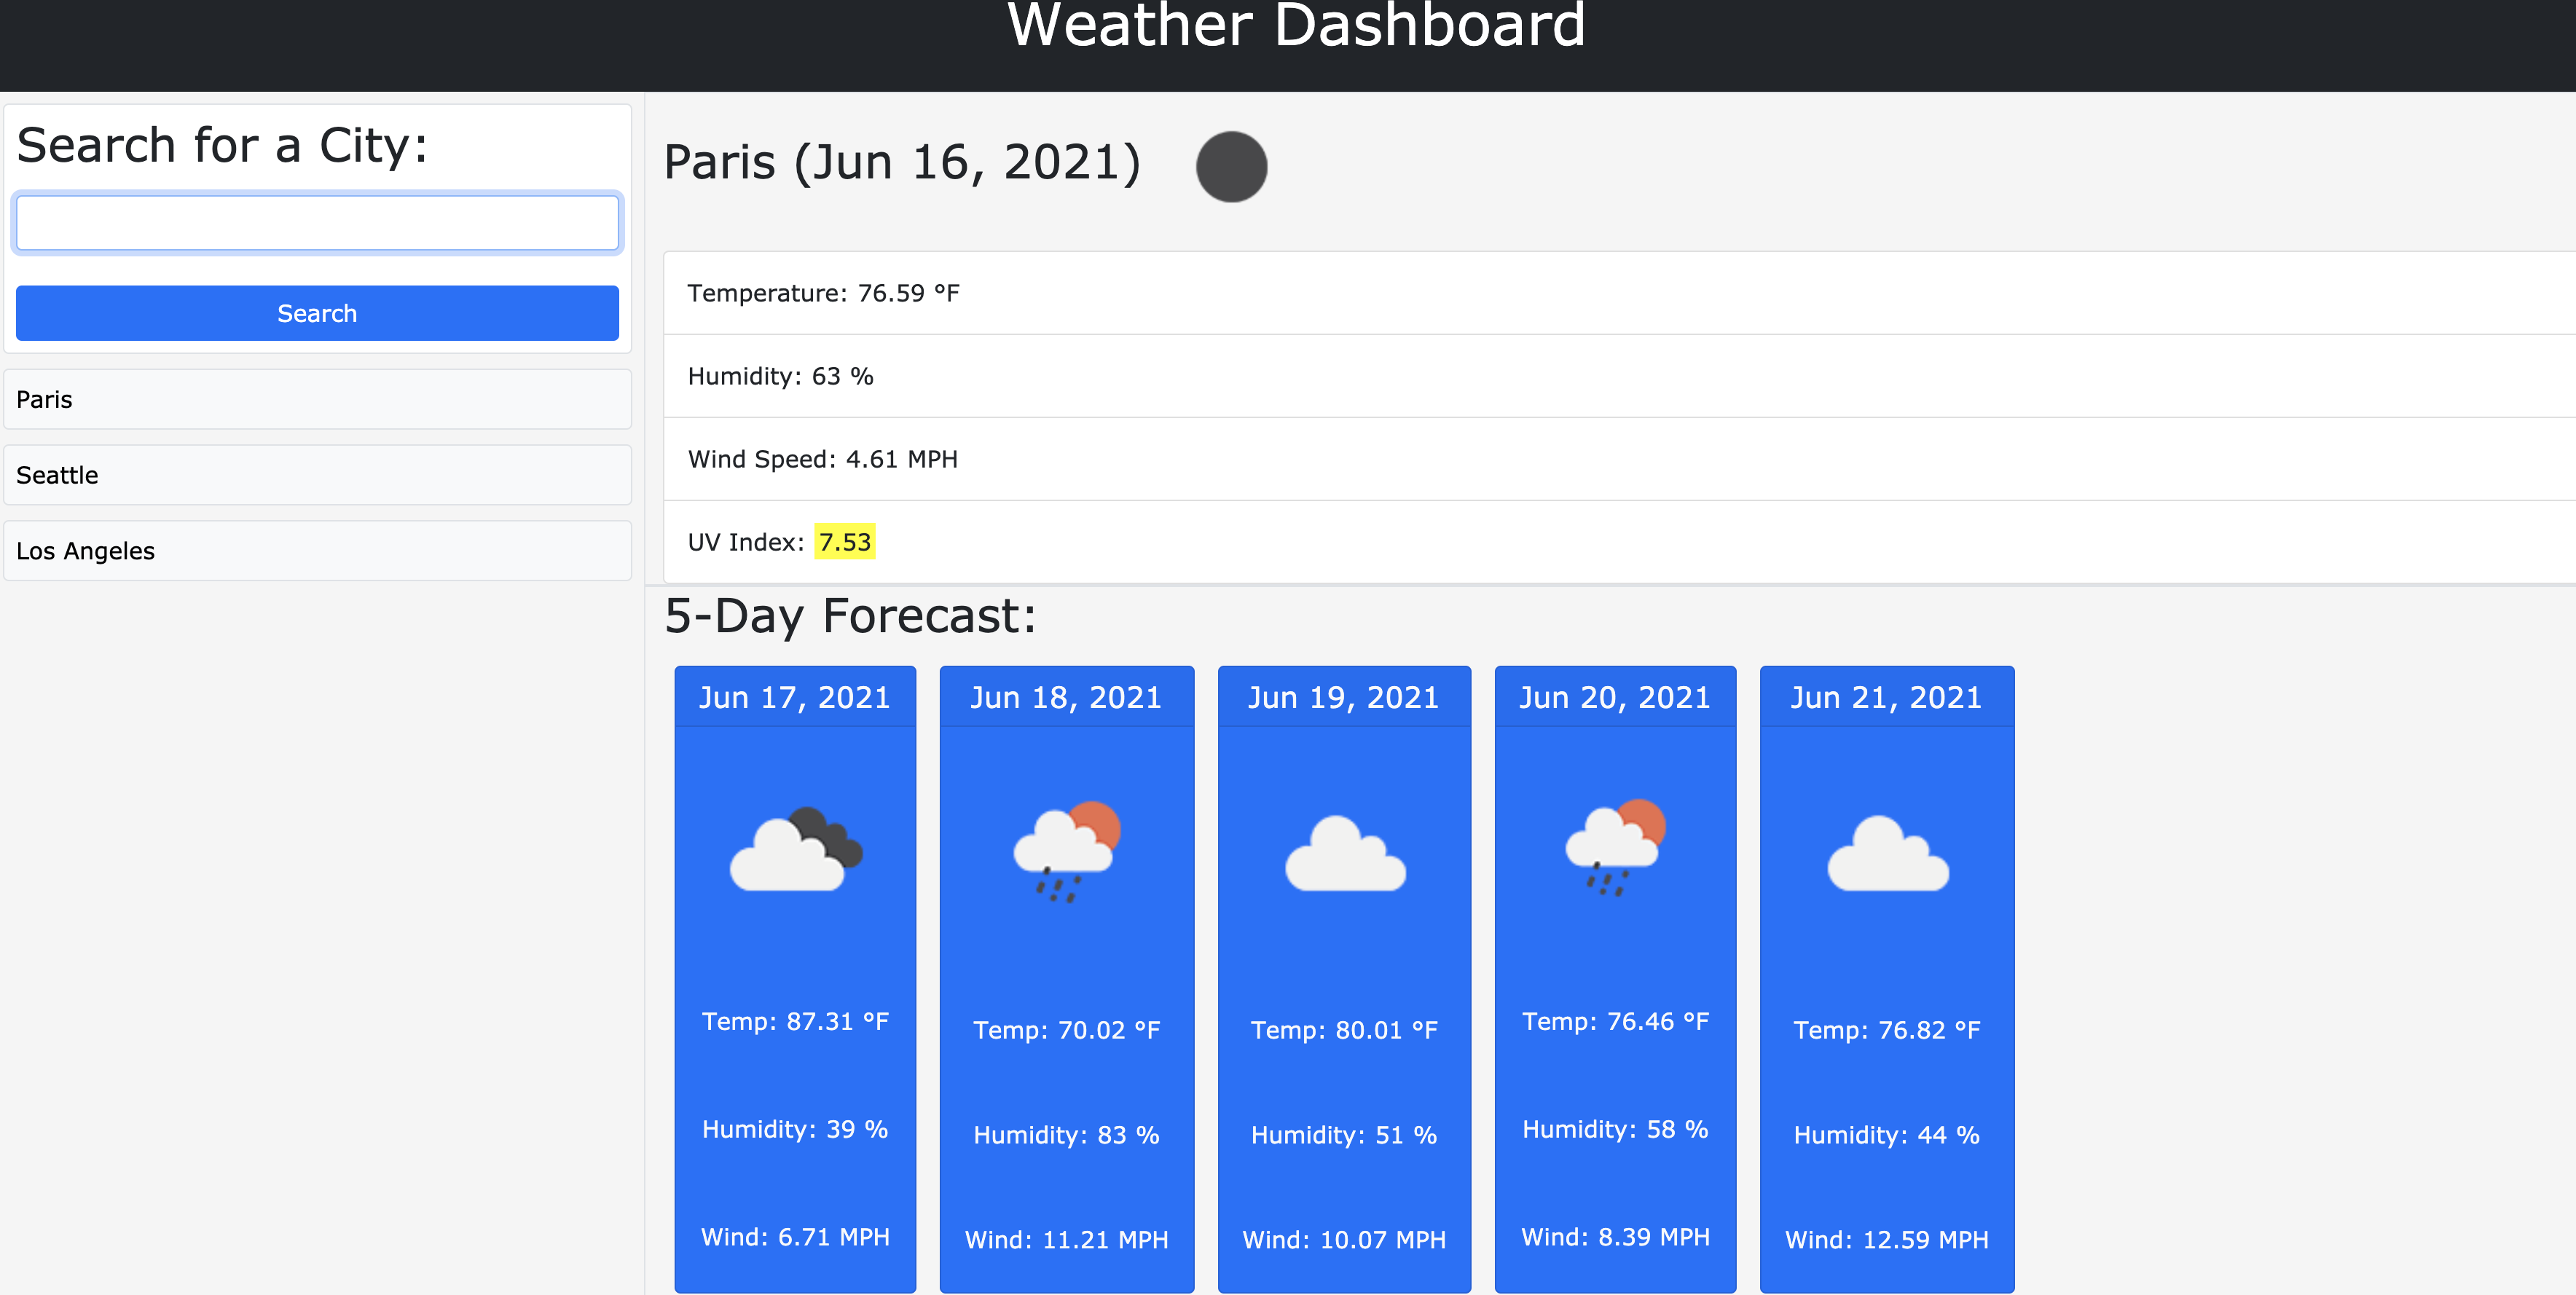 Weather Dashboard
Search for a City:
Search
Paris
Seattle
Los Angeles
Paris (Jun 16, 2021)
Temperature: 76.59 °F
Humidity: 63 %
Wind Speed: 4.61 MPH
UV Index: 7.53
5-Day Forecast:
Jun 17, 2021
Temp: 87.31 °F
Humidity: 39 %
Wind: 6.71 MPH
Jun 18, 2021
Temp: 70.02 °F
Humidity: 83 %
Wind: 11.21 MPH
Jun 19, 2021
Temp: 80.01 °F
Humidity: 51 %
Wind: 10.07 MPH
Jun 20, 2021
Temp: 76.46 °F
Humidity: 58 %
Wind: 8.39 MPH
Jun 21, 2021
Temp: 76.82 °F
Humidity: 44 %
Wind: 12.59 MPH